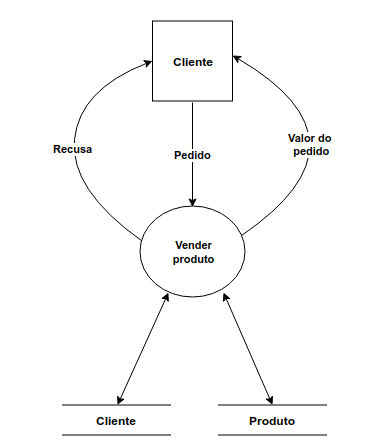 Cliente
Recusa
Pedido
Valor do
pedido
Vender
produto
Cliente
Produto